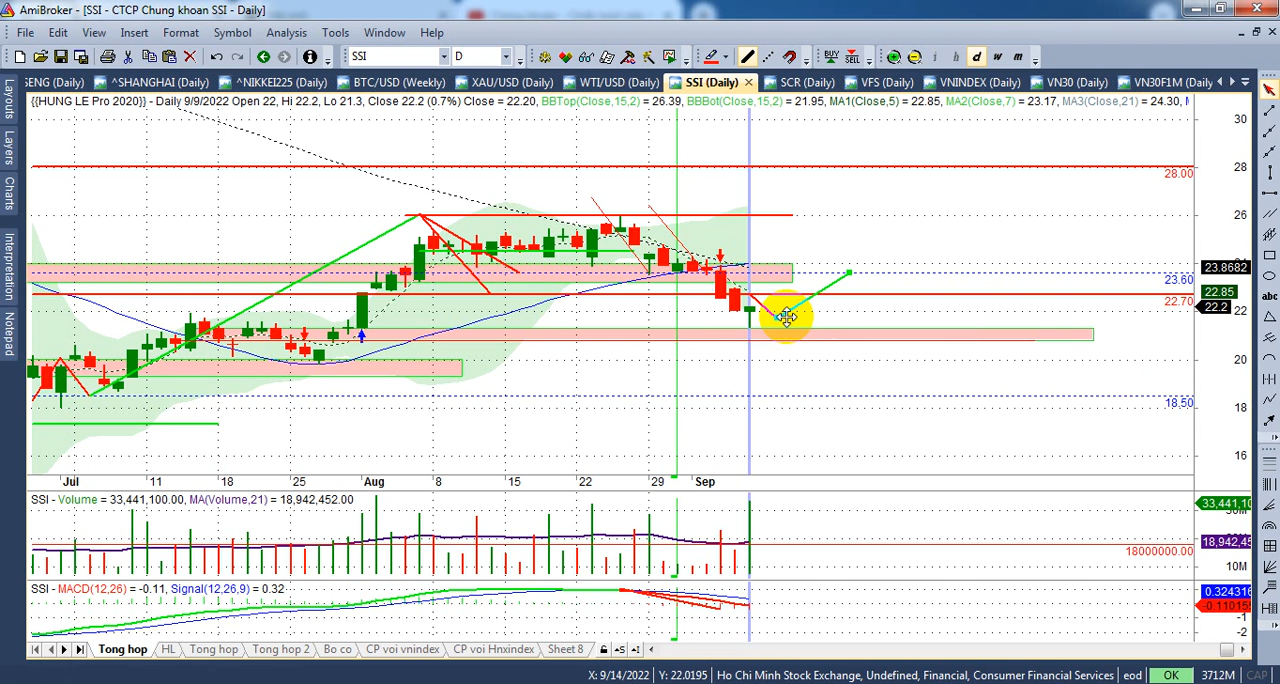 AmiBroker - [SSI - CTCP Chung khoan SSI - Daily]
File Edit View Insert Format Symbol Analysis Tools Window Help
SSI D BUY SELL i h d w m
ENG (Daily) ^SHANGHAI (Daily) ^NIKKEI225 (Daily) BTC/USD (Weekly) XAU/USD (Daily) WTI/USD (Daily) SSI (Daily) SCR (Daily) VFS (Daily) VNINDEX (Daily) VN30 (Daily) VN30F1M (Daily)
{{HUNG LE Pro 2020}} - Daily 9/9/2022 Open 22, Hi 22.2, Lo 21.3, Close 22.2 (0.7%) Close = 22.20, BBTop(Close,15,2) = 26.39, BBBot(Close,15,2) = 21.95, MA1(Close,5) = 22.85, MA2(Close,7) = 23.17, MA3(Close,21) = 24.30,
Layouts
Layers
Charts
Interpretation
Notepad
abc
30
28
28.00
26
23.8682
23.60
22.85
22.70
22.2
22
20
18.50
18
16
Jul 11 18 25 Aug 8 15 22 29 Sep
SSI - Volume = 33,441,100.00, MA(Volume,21) = 18,942,452.00
33,441,10
18,942,45
18000000.00
10M
SSI - MACD(12,26) = -0.11, Signal(12,26,9) = 0.32
0.324316
-0.110155
-1
-2
Tong hop HL Tong hop Tong hop 2 Bo co CP voi vnindex CP voi Hnxindex Sheet 8
X: 9/14/2022 Y: 22.0195 Ho Chi Minh Stock Exchange, Undefined, Financial, Consumer Financial Services eod OK 3712M CAP